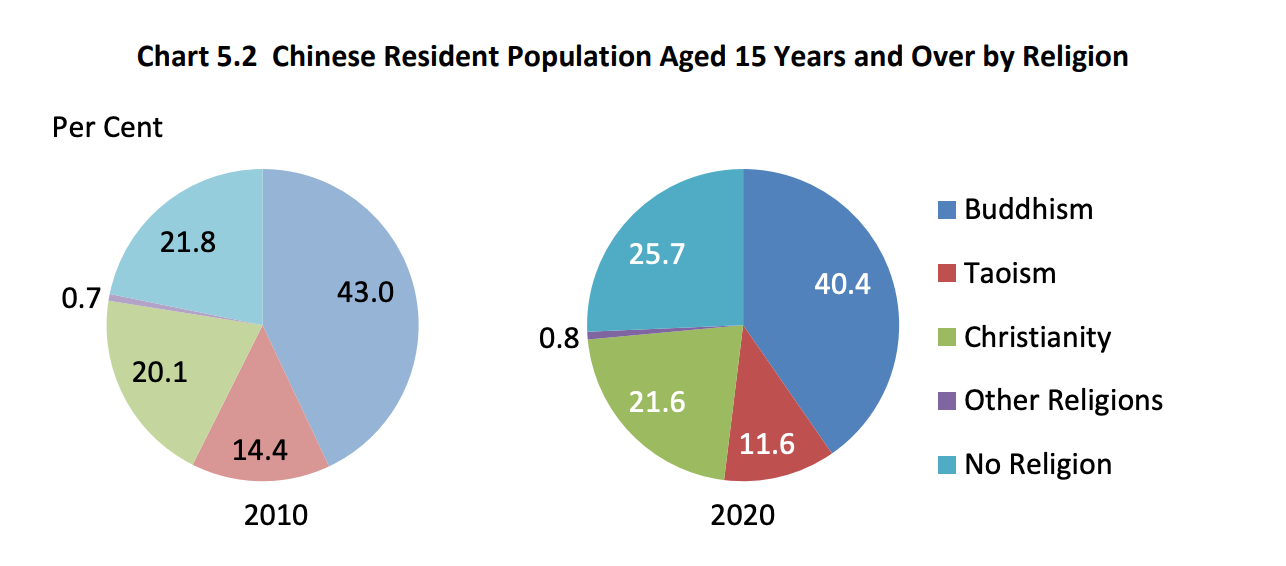 Chart 5.2  Chinese Resident Population Aged 15 Years and Over by Religion
Per Cent
21.8
43.0
0.7
20.1
14.4
2010
25.7
40.4
0.8
21.6
11.6
2020
Buddhism
Taoism
Christianity
Other Religions
No Religion